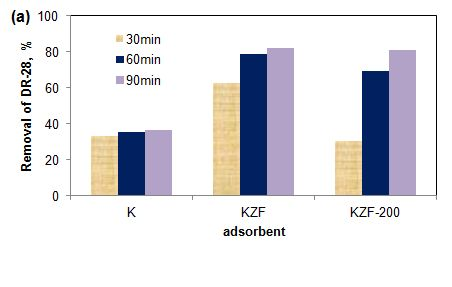 (a)
100
80
60
40
20
0
Removal of DR-28, %
30min
60min
90min
K KZF KZF-200
adsorbent